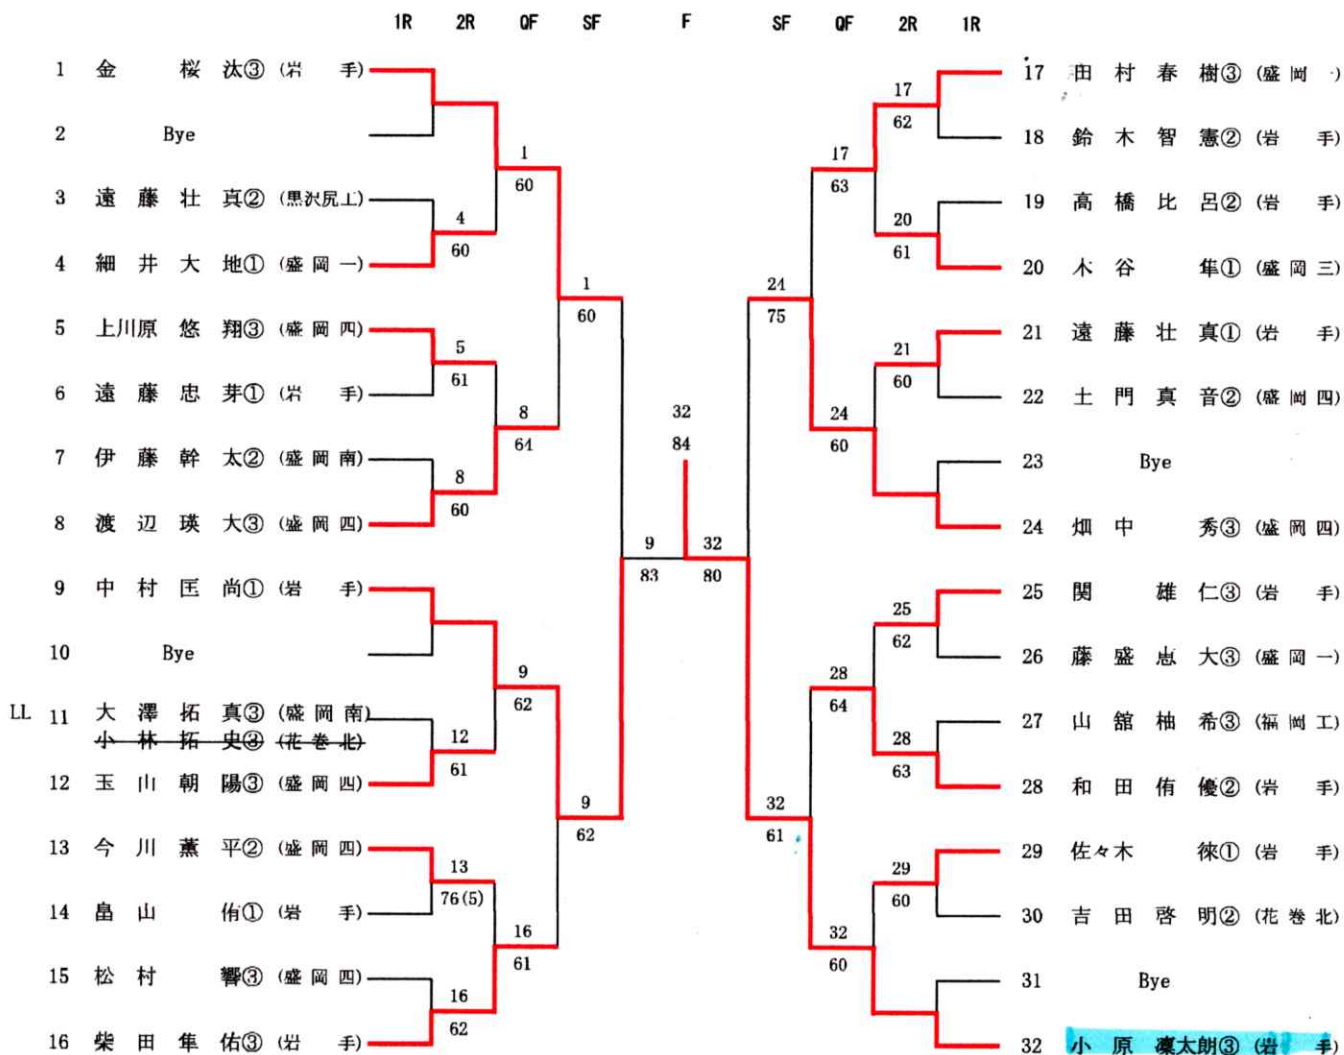 1R 2R QF SF F SF QF 2R 1R
1 金 桜 汰③ (岩 手)
2 Bye
3 遠 藤 壮 真② (黒沢尻工)
4 細 井 大 地① (盛 岡 一)
5 上川原 悠 翔③ (盛 岡 四)
6 遠 藤 忠 芽① (岩 手)
7 伊 藤 幹 太② (盛 岡 南)
8 渡 辺 瑛 大③ (盛 岡 四)
9 中 村 匡 尚① (岩 手)
10 Bye
LL 11 大 澤 拓 真③ (盛 岡 南)
小 林 拓 史③ (花 巻 北)
12 玉 山 朝 陽③ (盛 岡 四)
13 今 川 薫 平② (盛 岡 四)
14 畠 山 侑① (岩 手)
15 松 村 響③ (盛 岡 四)
16 柴 田 隼 佑③ (岩 手)
4
60
5
61
8
60
12
61
13
76(5)
16
62
1
60
8
64
9
62
16
61
1
60
9
62
9
83
32
84
32
80
24
75
32
61
17
63
24
60
28
64
32
60
17
62
20
61
21
60
25
62
28
63
29
60
17 田 村 春 樹③ (盛 岡 一)
18 鈴 木 智 憲② (岩 手)
19 高 橋 比 呂② (岩 手)
20 木 谷 隼① (盛 岡 三)
21 遠 藤 壮 真① (岩 手)
22 土 門 真 音② (盛 岡 四)
23 Bye
24 畑 中 秀③ (盛 岡 四)
25 関 雄 仁③ (岩 手)
26 藤 盛 恵 大③ (盛 岡 一)
27 山 舘 柚 希③ (福 岡 工)
28 和 田 侑 優② (岩 手)
29 佐々木 徠① (岩 手)
30 吉 田 啓 明② (花 巻 北)
31 Bye
32 小 原 凜太朗③ (岩 手)